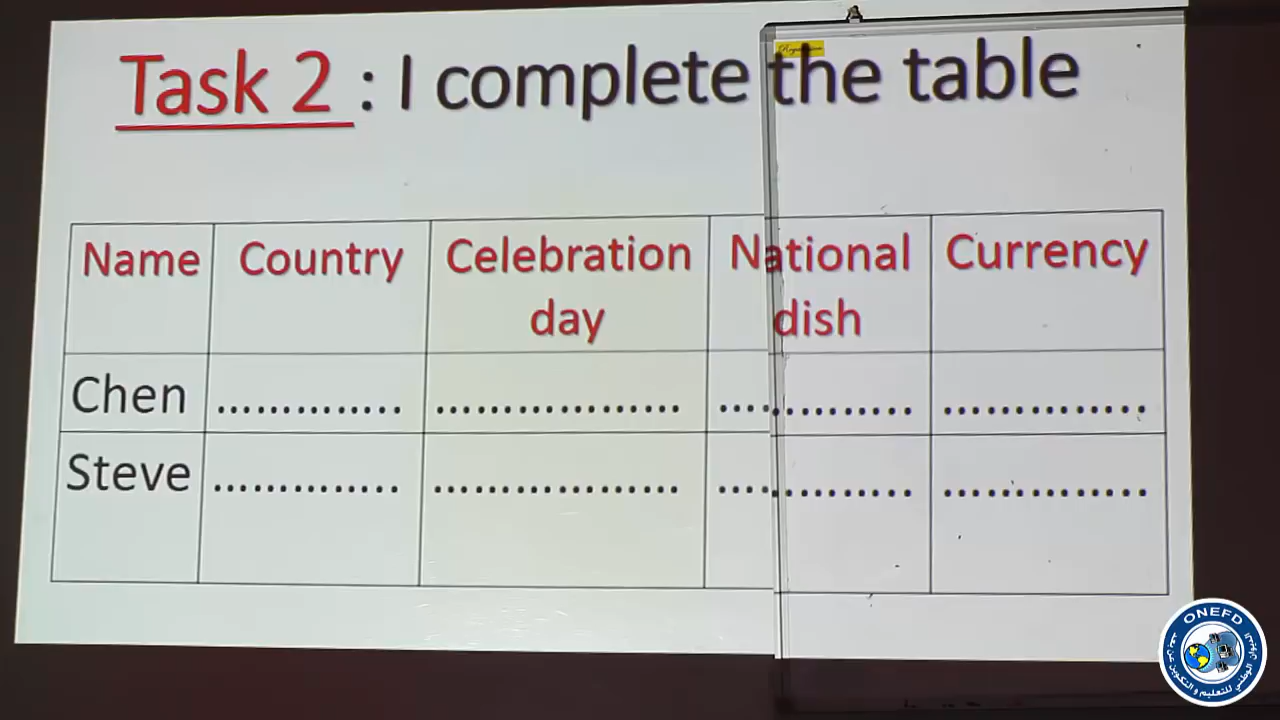 Task 2 : I complete the table
Name Country Celebration day National dish Currency
Chen .............. .................. .............. ..............
Steve .............. .................. .............. ..............
ONEFD